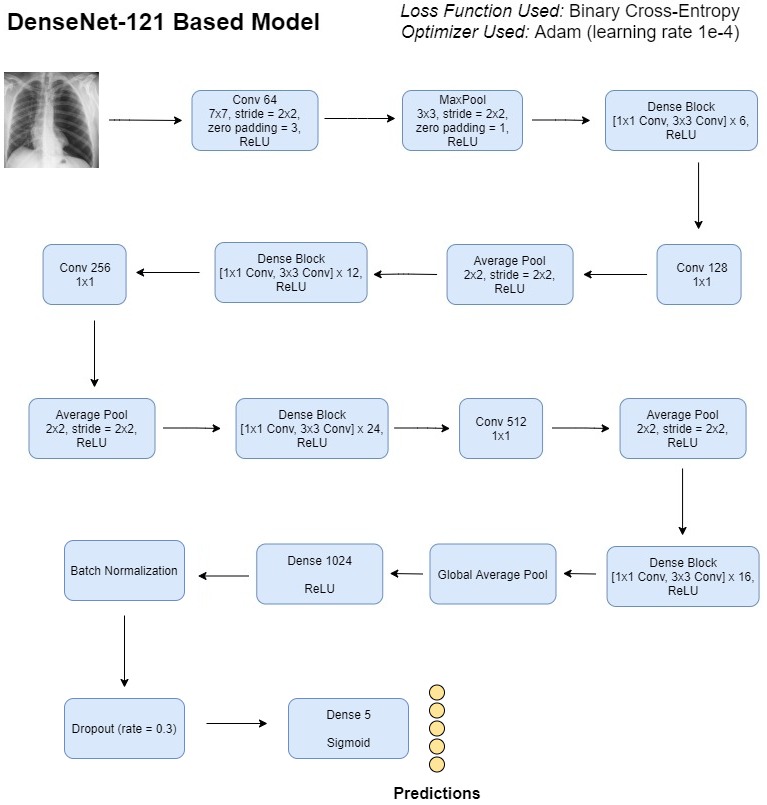 DenseNet-121 Based Model
Loss Function Used: Binary Cross-Entropy
Optimizer Used: Adam (learning rate 1e-4)
Conv 64
7x7, stride = 2x2,
zero padding = 3,
ReLU
MaxPool
3x3, stride = 2x2,
zero padding = 1,
ReLU
Dense Block
[1x1 Conv, 3x3 Conv] x 6,
ReLU
Conv 128
1x1
Average Pool
2x2, stride = 2x2,
ReLU
Dense Block
[1x1 Conv, 3x3 Conv] x 12,
ReLU
Conv 256
1x1
Average Pool
2x2, stride = 2x2,
ReLU
Dense Block
[1x1 Conv, 3x3 Conv] x 24,
ReLU
Conv 512
1x1
Average Pool
2x2, stride = 2x2,
ReLU
Dense Block
[1x1 Conv, 3x3 Conv] x 16,
ReLU
Global Average Pool
Dense 1024
ReLU
Batch Normalization
Dropout (rate = 0.3)
Dense 5
Sigmoid
Predictions